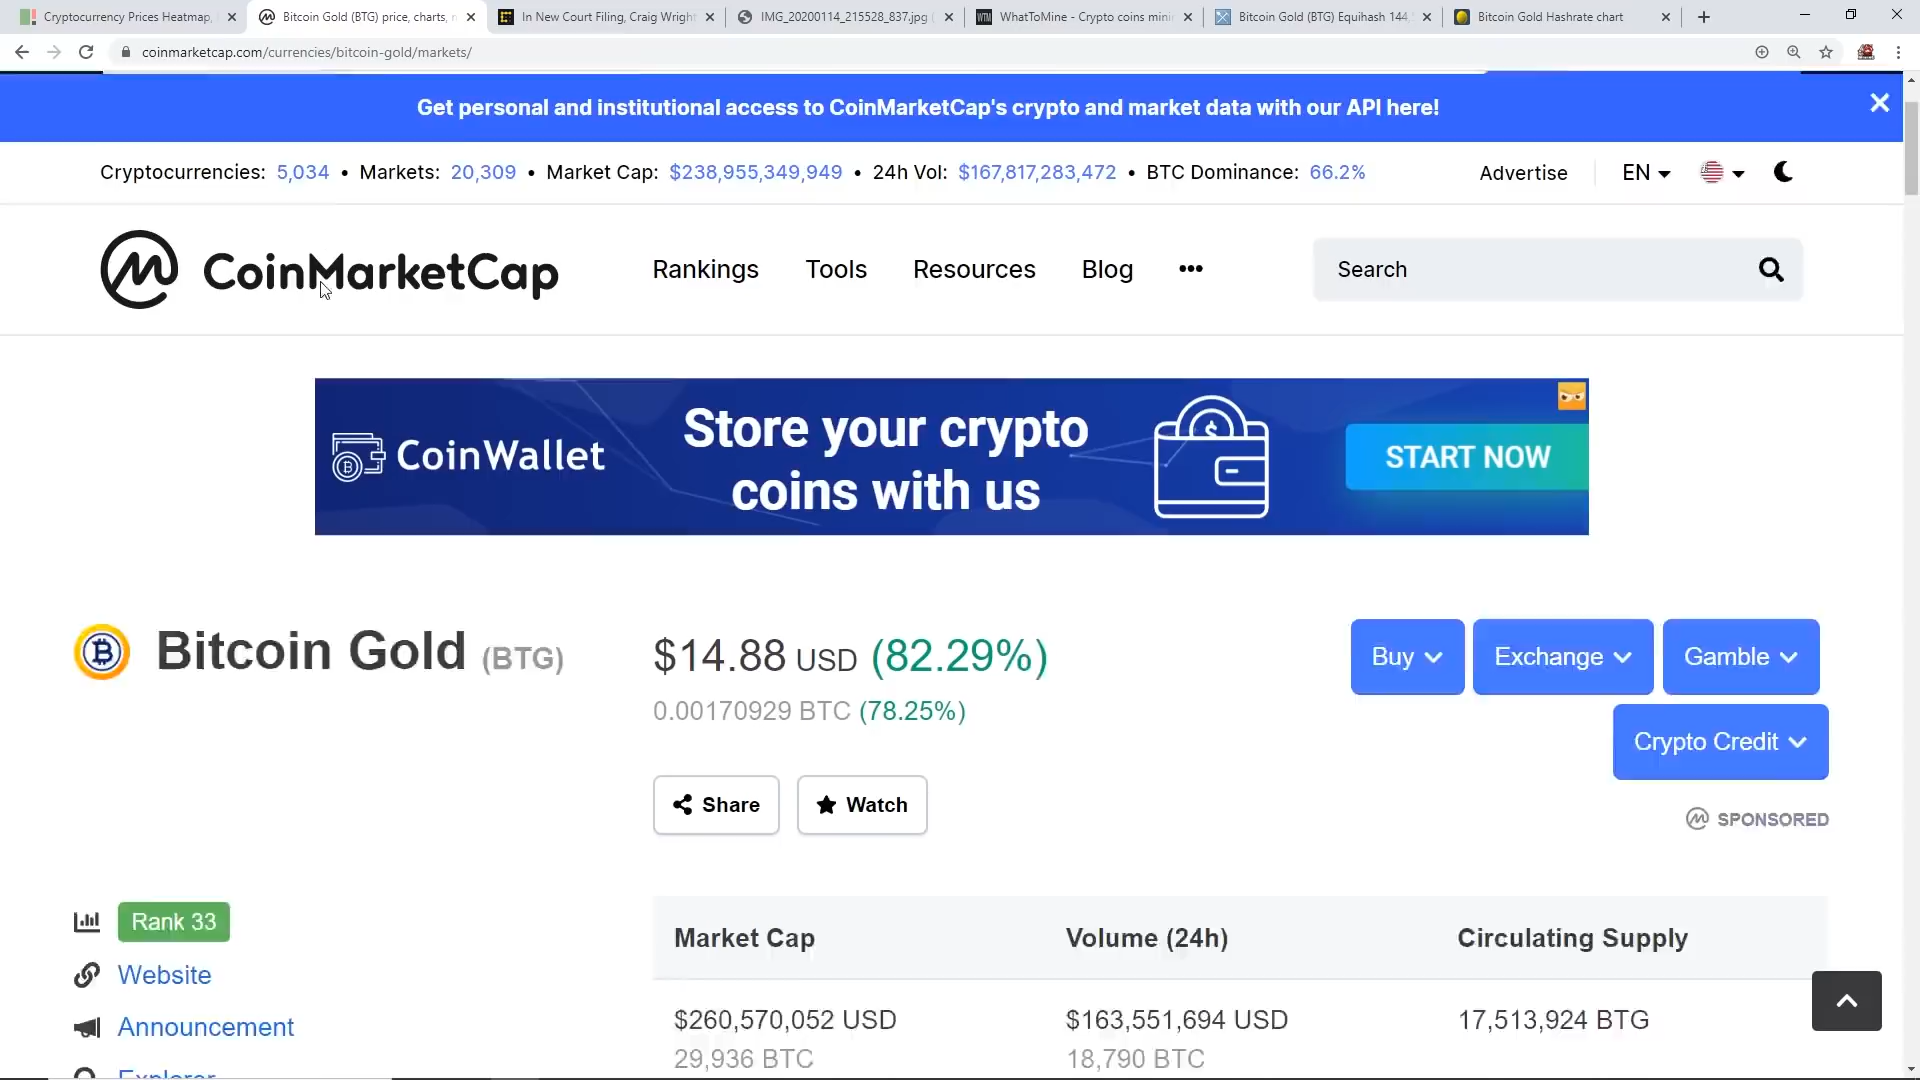 Cryptocurrency Prices Heatmap,
Bitcoin Gold (BTG) price, charts,
In New Court Filing, Craig Wright
IMG_20200114_215528_837.jpg
WhatToMine - Crypto coins mini
Bitcoin Gold (BTG) Equihash 144,
Bitcoin Gold Hashrate chart
coinmarketcap.com/currencies/bitcoin-gold/markets/
Get personal and institutional access to CoinMarketCap's crypto and market data with our API here!
Cryptocurrencies: 5,034 • Markets: 20,309 • Market Cap: $238,955,349,949 • 24h Vol: $167,817,283,472 • BTC Dominance: 66.2% Advertise EN
CoinMarketCap Rankings Tools Resources Blog ••• Search
CoinWallet
Store your crypto
coins with us
START NOW
Bitcoin Gold (BTG)
$14.88 USD (82.29%)
0.00170929 BTC (78.25%)
Buy Exchange Gamble
Crypto Credit
Share Watch
SPONSORED
Rank 33
Website
Announcement
Explorer
Market Cap Volume (24h) Circulating Supply
$260,570,052 USD $163,551,694 USD 17,513,924 BTG
29,936 BTC 18,790 BTC